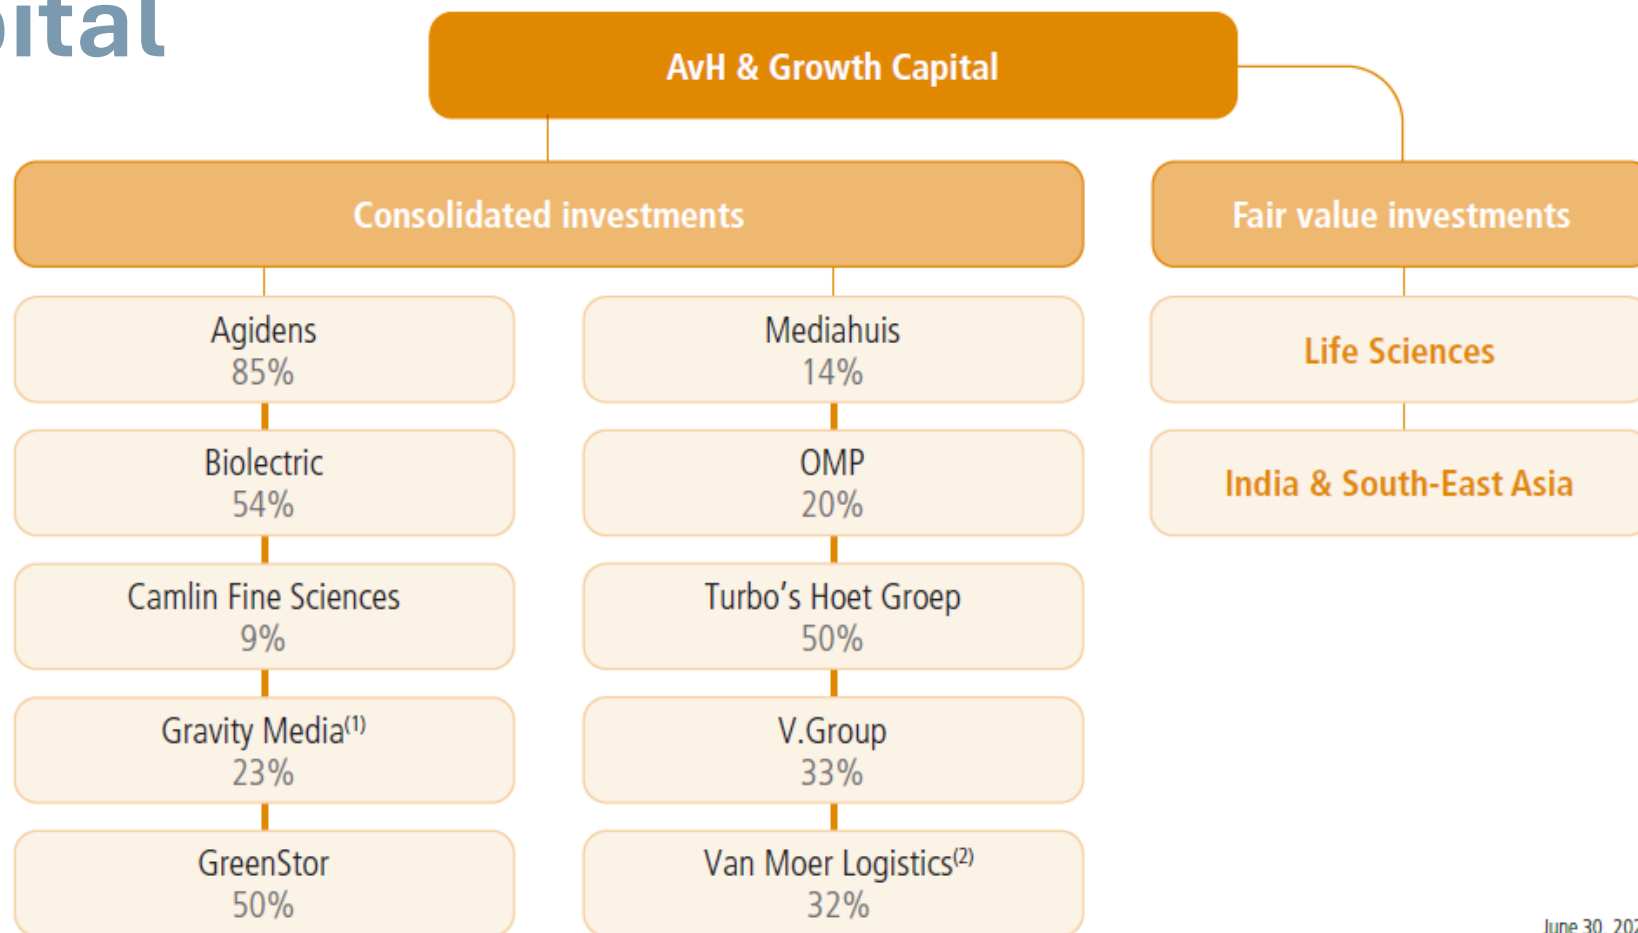 AvH & Growth Capital
Consolidated investments
Fair value investments
Agidens
85%
Mediahuis
14%
Life Sciences
Biolectric
54%
OMP
20%
India & South-East Asia
Camlin Fine Sciences
9%
Turbo’s Hoet Groep
50%
Gravity Media(1)
23%
V.Group
33%
GreenStor
50%
Van Moer Logistics(2)
32%
June 30,